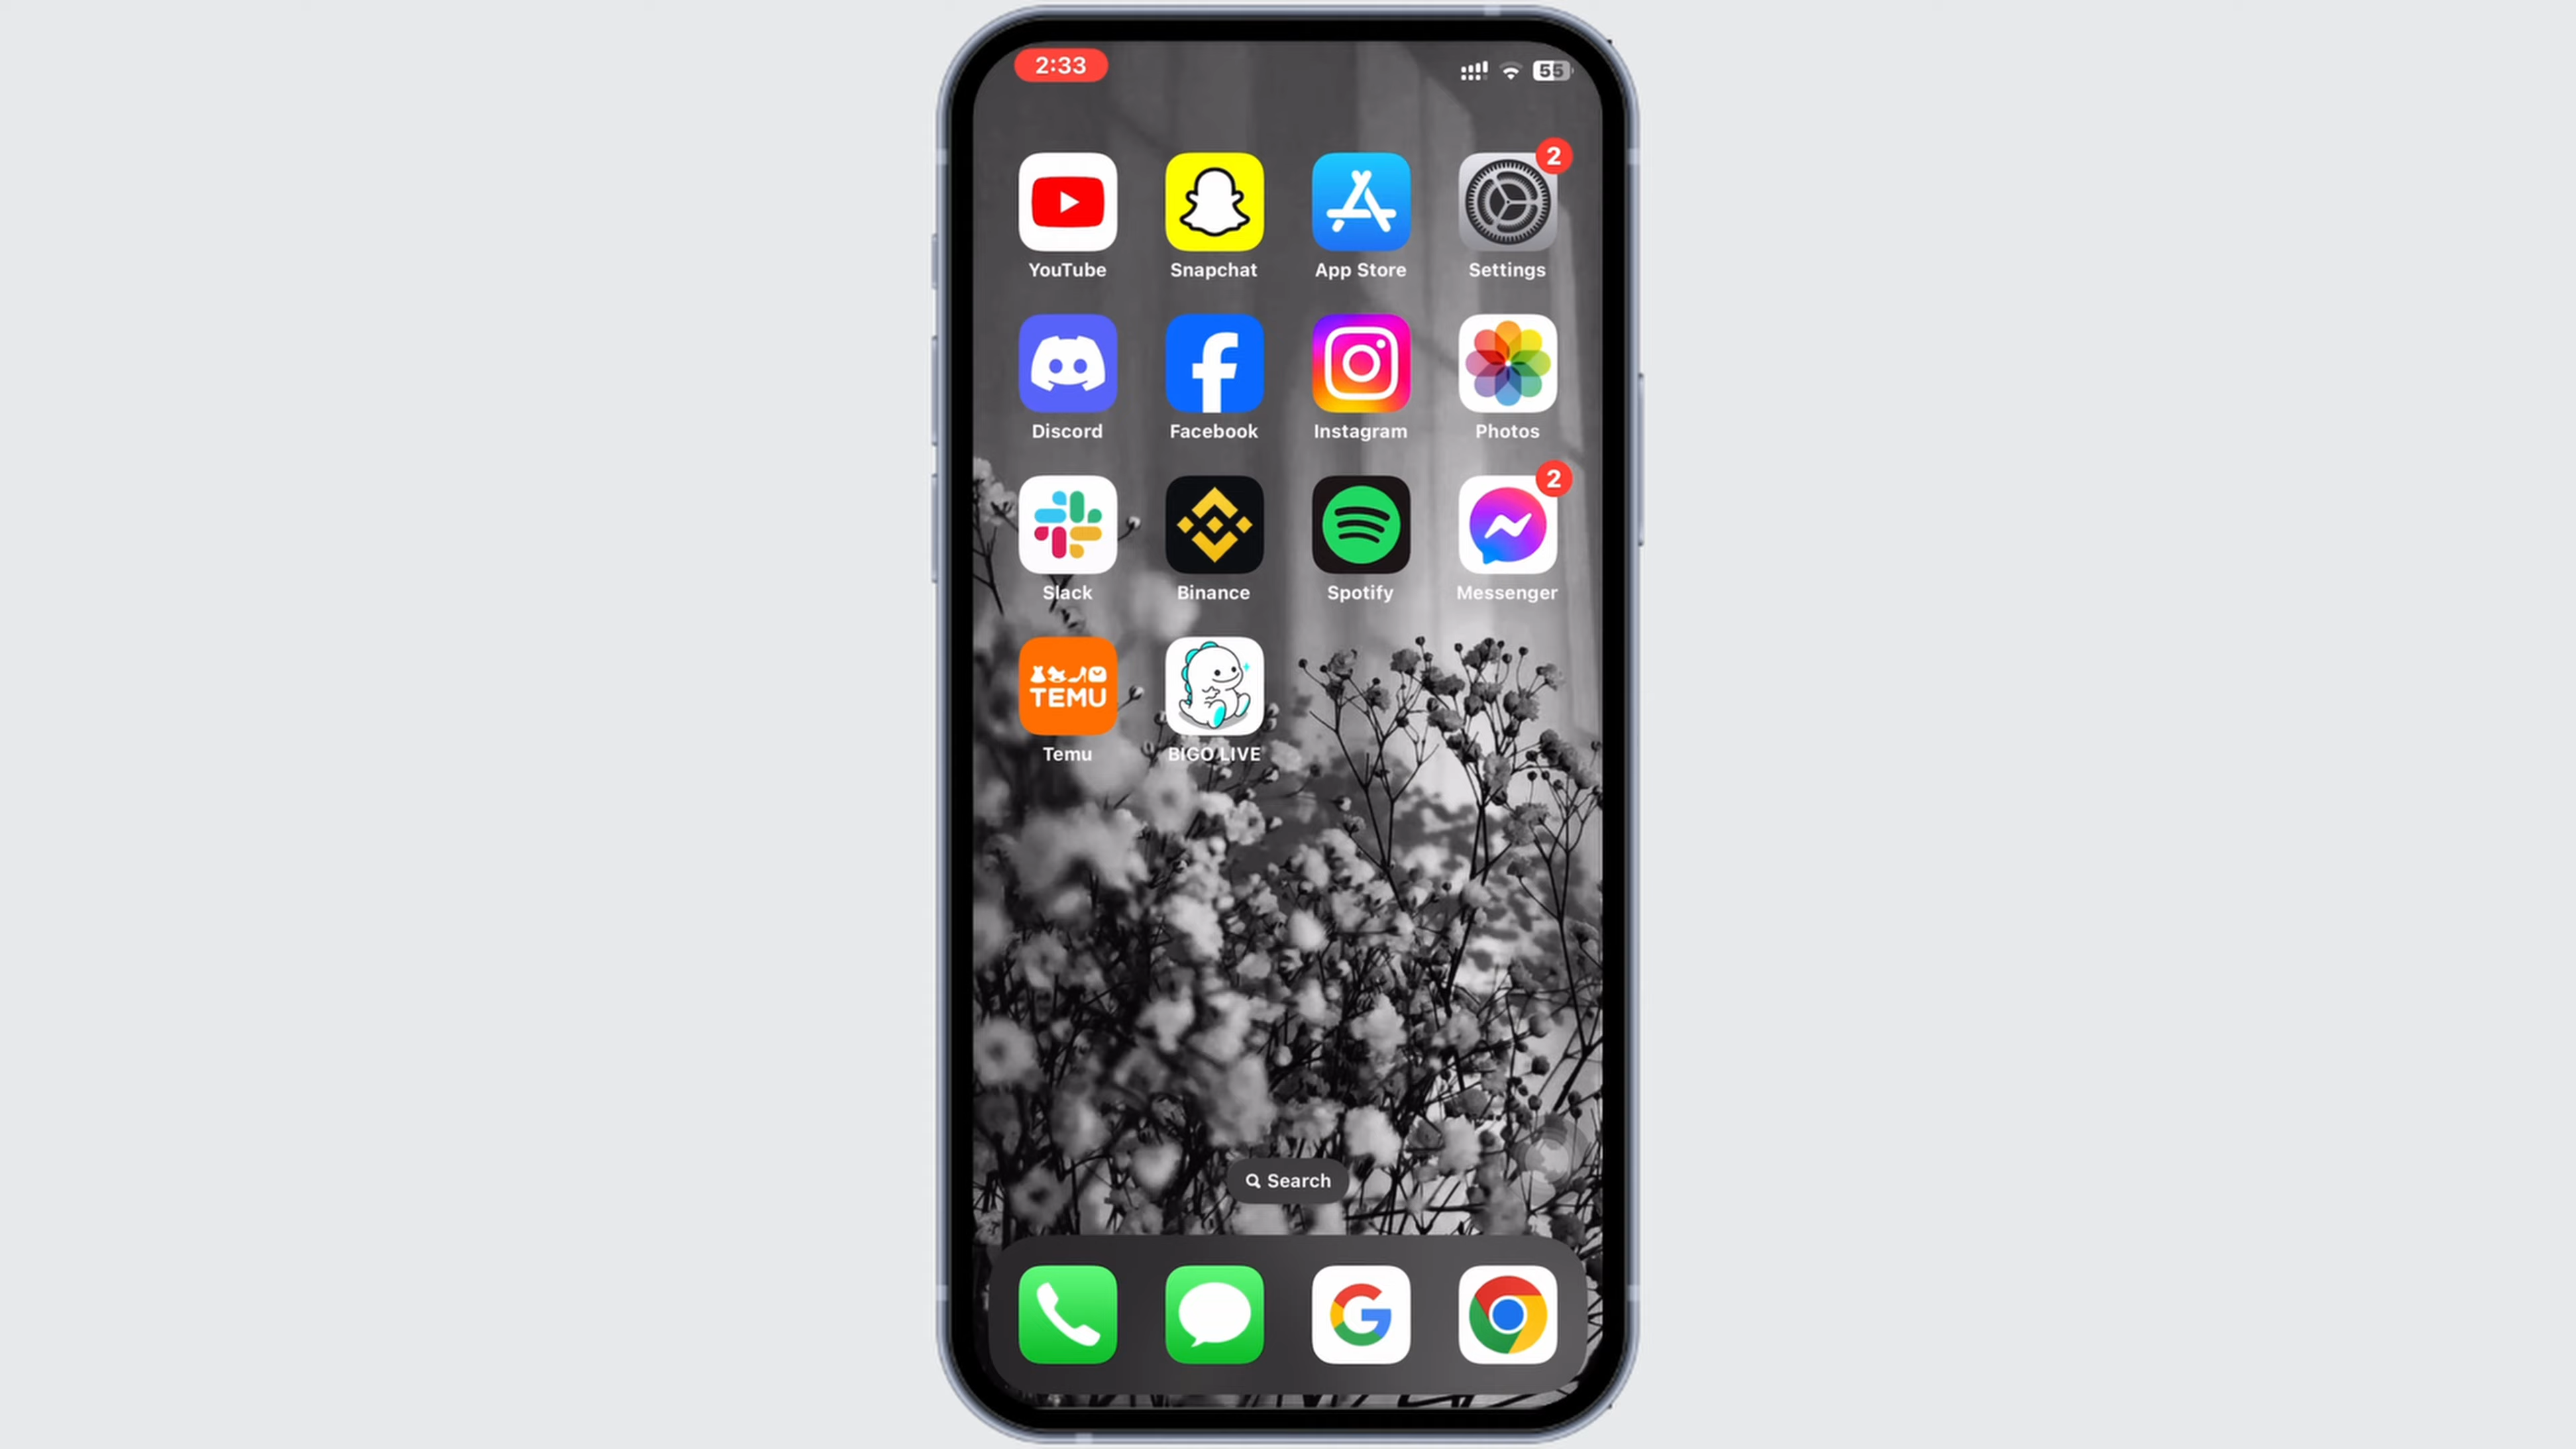 2:33
55
2
YouTube Snapchat App Store Settings
Discord Facebook Instagram Photos
2
Slack Binance Spotify Messenger
TEMU
Temu BIGO LIVE
Search